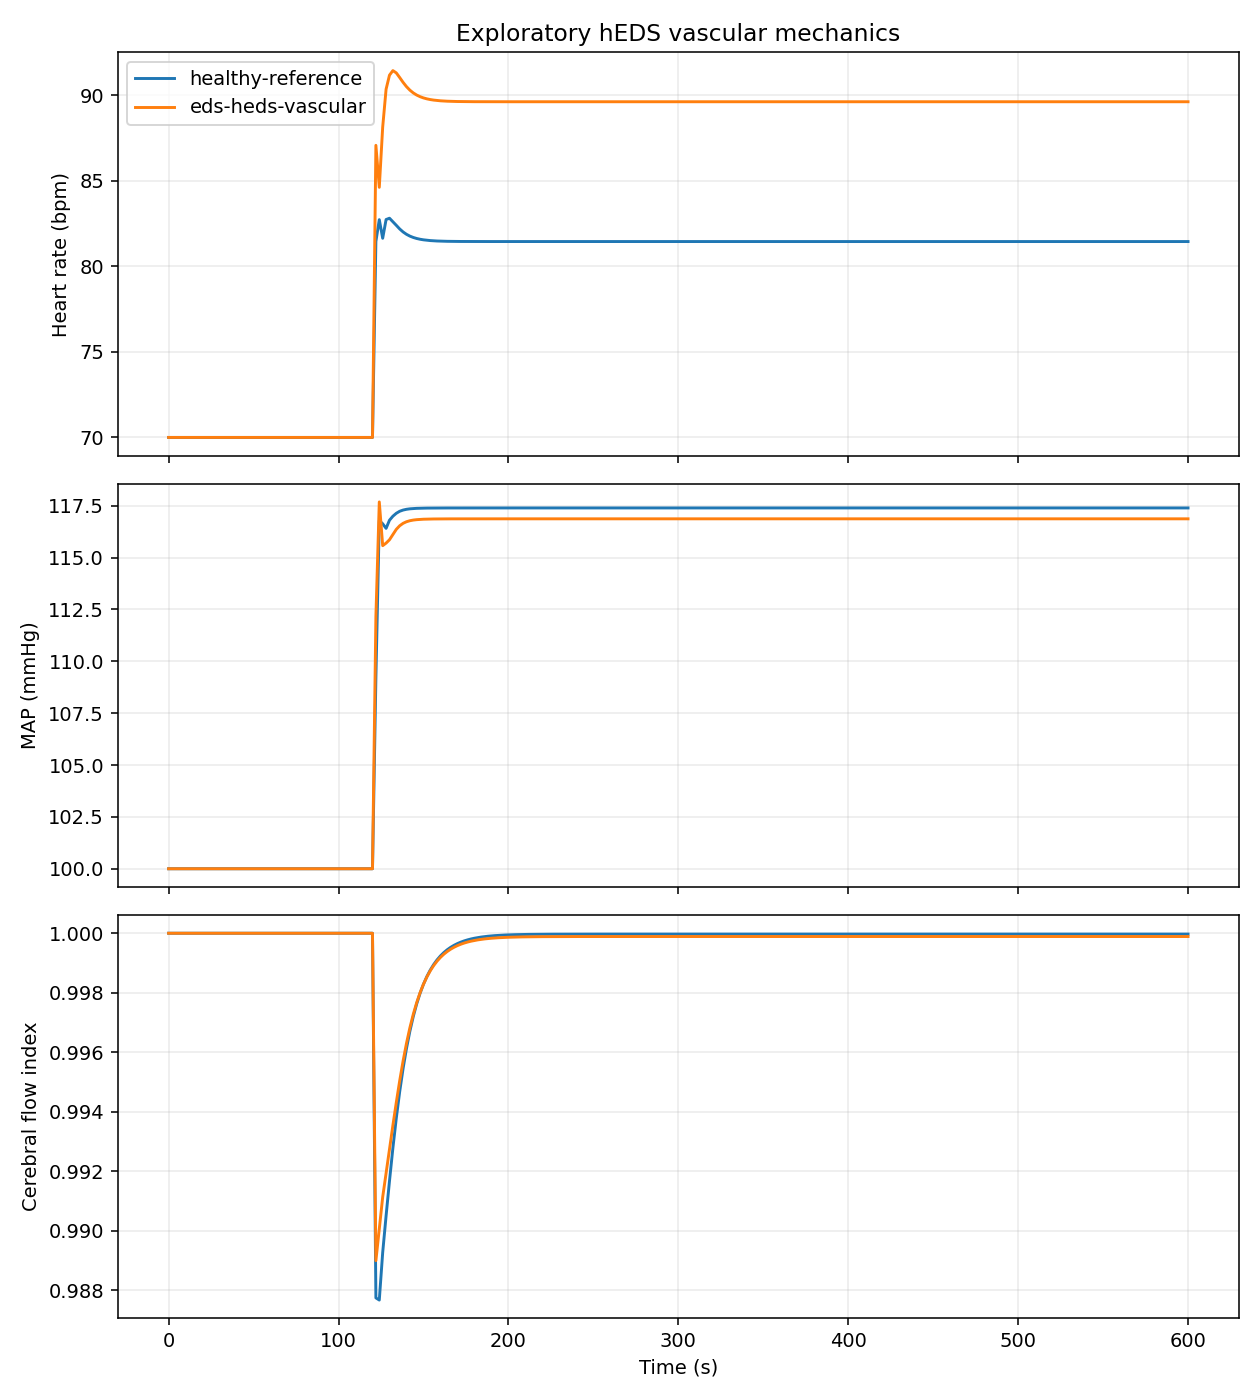 Exploratory hEDS vascular mechanics
healthy-reference
eds-heds-vascular
90
85
80
75
70
Heart rate (bpm)
117.5
115.0
112.5
110.0
107.5
105.0
102.5
100.0
MAP (mmHg)
1.000
0.998
0.996
0.994
0.992
0.990
0.988
Cerebral flow index
0 100 200 300 400 500 600
Time (s)